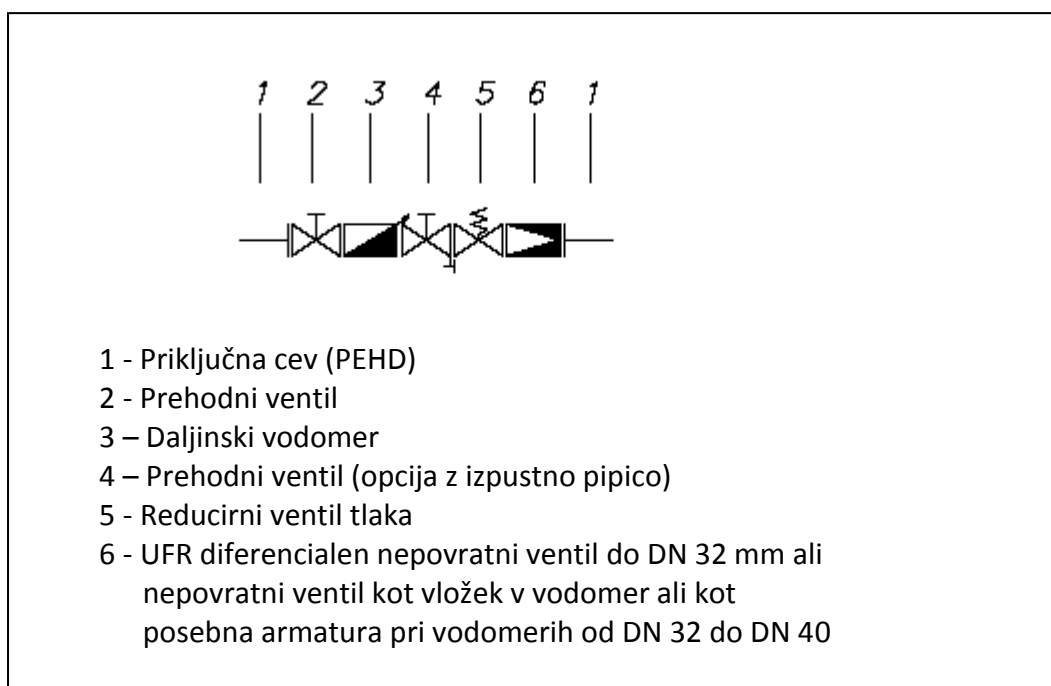 1 2 3 4 5 6 1
1 - Priključna cev (PEHD)
2 - Prehodni ventil
3 – Daljinski vodomer
4 – Prehodni ventil (opcija z izpustno pipico)
5 - Reducirni ventil tlaka
6 - UFR diferencialen nepovratni ventil do DN 32 mm ali
nepovratni ventil kot vložek v vodomer ali kot
posebna armatura pri vodomerih od DN 32 do DN 40